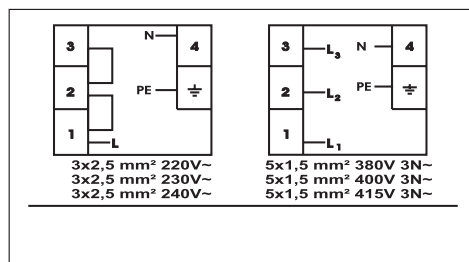 3 N 4
2 PE ⏚
1 L
3x2,5 mm² 220V~
3x2,5 mm² 230V~
3x2,5 mm² 240V~
3 L₃ N 4
2 L₂ PE ⏚
1 L₁
5x1,5 mm² 380V 3N~
5x1,5 mm² 400V 3N~
5x1,5 mm² 415V 3N~